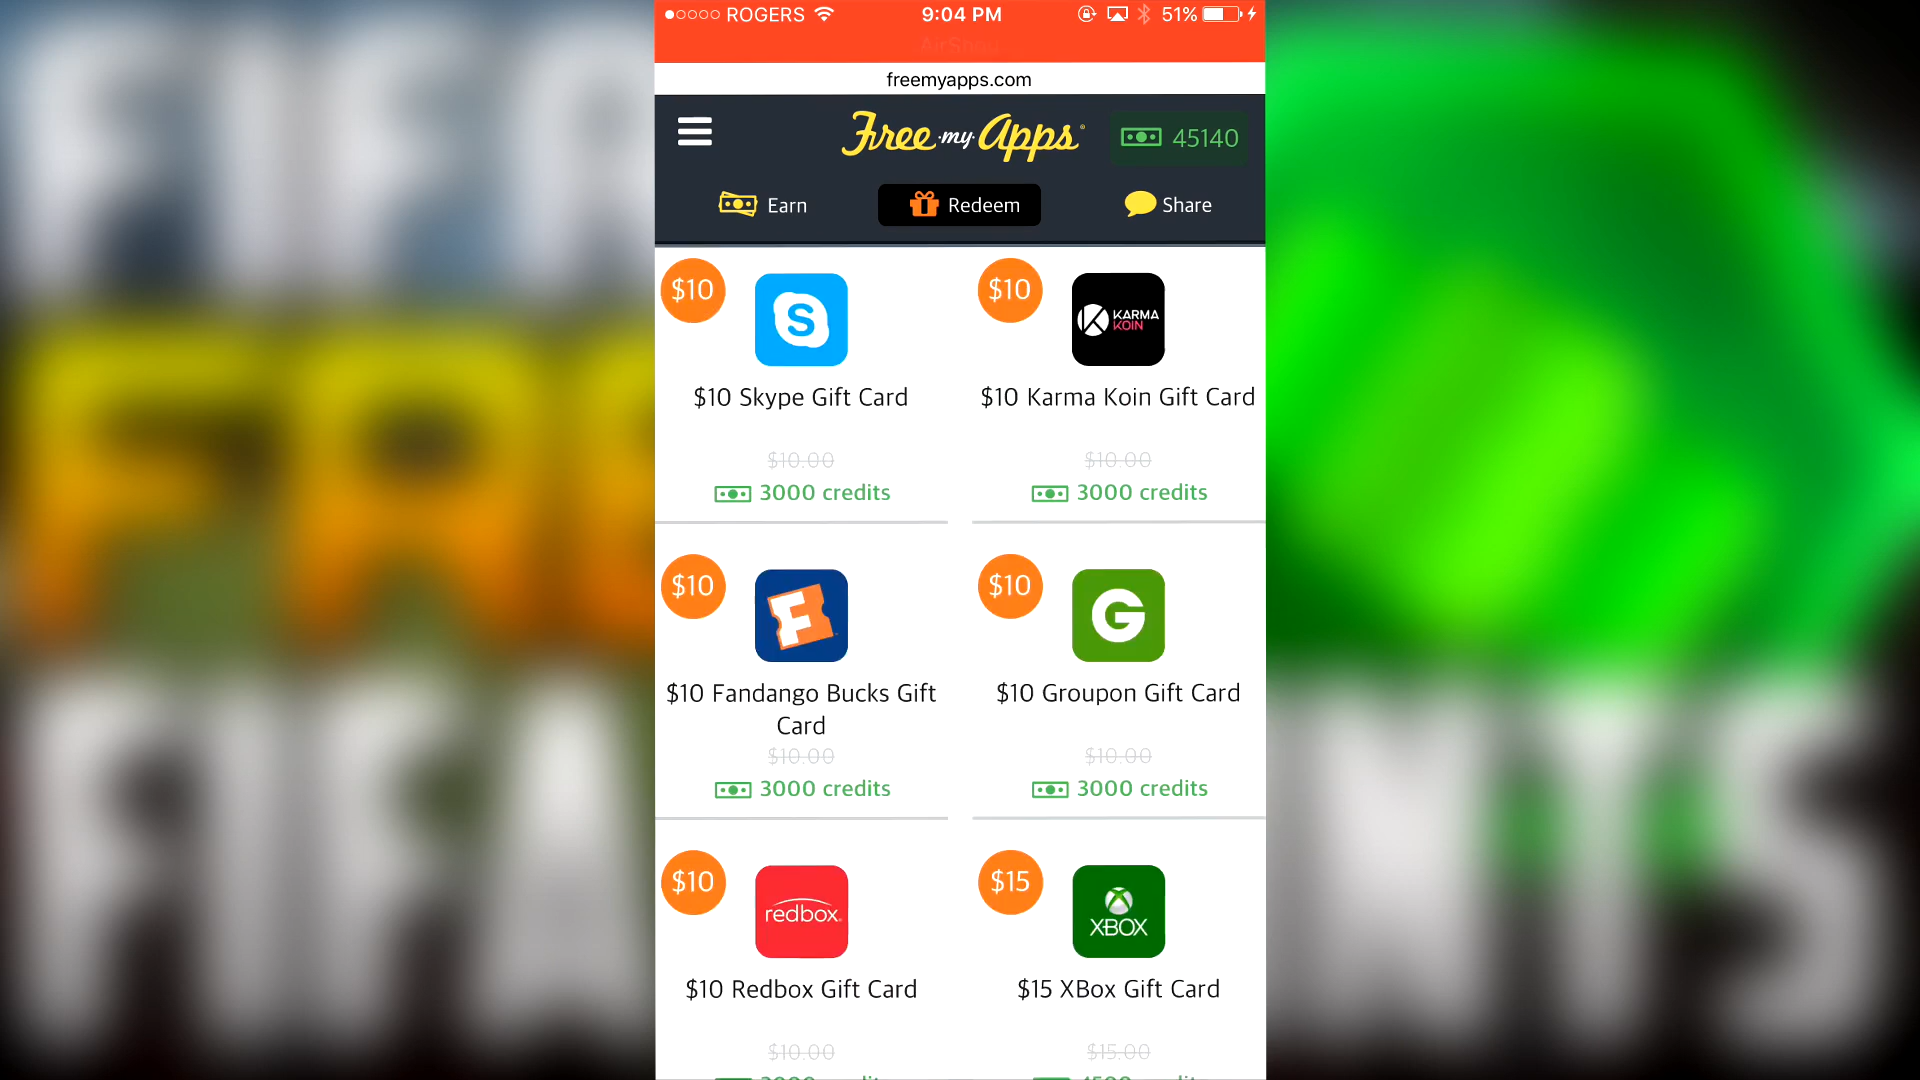 ROGERS 9:04 PM 51%
AirShou
freemyapps.com
Free·my·Apps 45140
Earn Redeem Share
$10 $10
S KARMA
KOIN
$10 Skype Gift Card $10 Karma Koin Gift Card
$10.00 $10.00
3000 credits 3000 credits
$10 $10
F G
$10 Fandango Bucks Gift $10 Groupon Gift Card
Card
$10.00 $10.00
3000 credits 3000 credits
$10 $15
redbox. XBOX
$10 Redbox Gift Card $15 XBox Gift Card
$10.00 $15.00